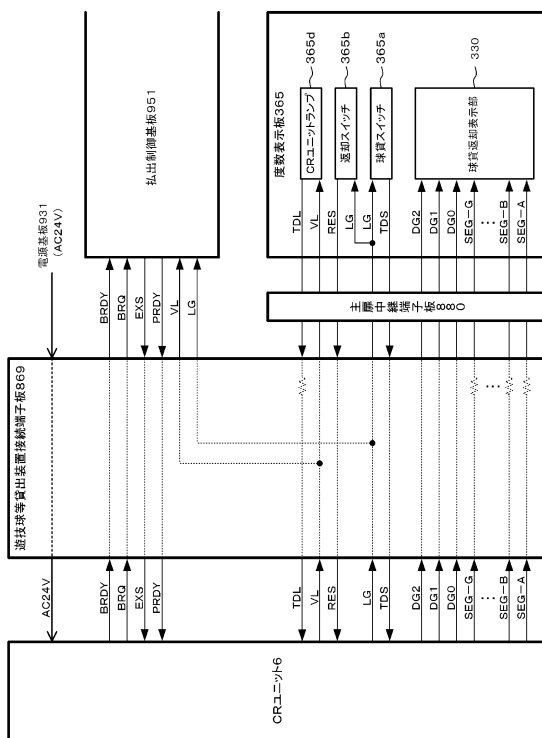 電源基板931
(AC24V)
払出制御基板951
度数表示板365
CRユニットランプ
返却スイッチ
球貸スイッチ
球貸返却表示部
365d
365b
365a
330
BRDY
BRQ
EXS
PRDY
VL
LG
TDL
VL
RES
LG
LG
TDS
DG2
DG1
DG0
SEG-G
⋯
SEG-B
SEG-A
主扉中継端子板880
遊技球等貸出装置接続端子板869
⋯
AC24V
BRDY
BRQ
EXS
PRDY
TDL
VL
RES
LG
TDS
DG2
DG1
DG0
SEG-G
⋯
SEG-B
SEG-A
CRユニット6